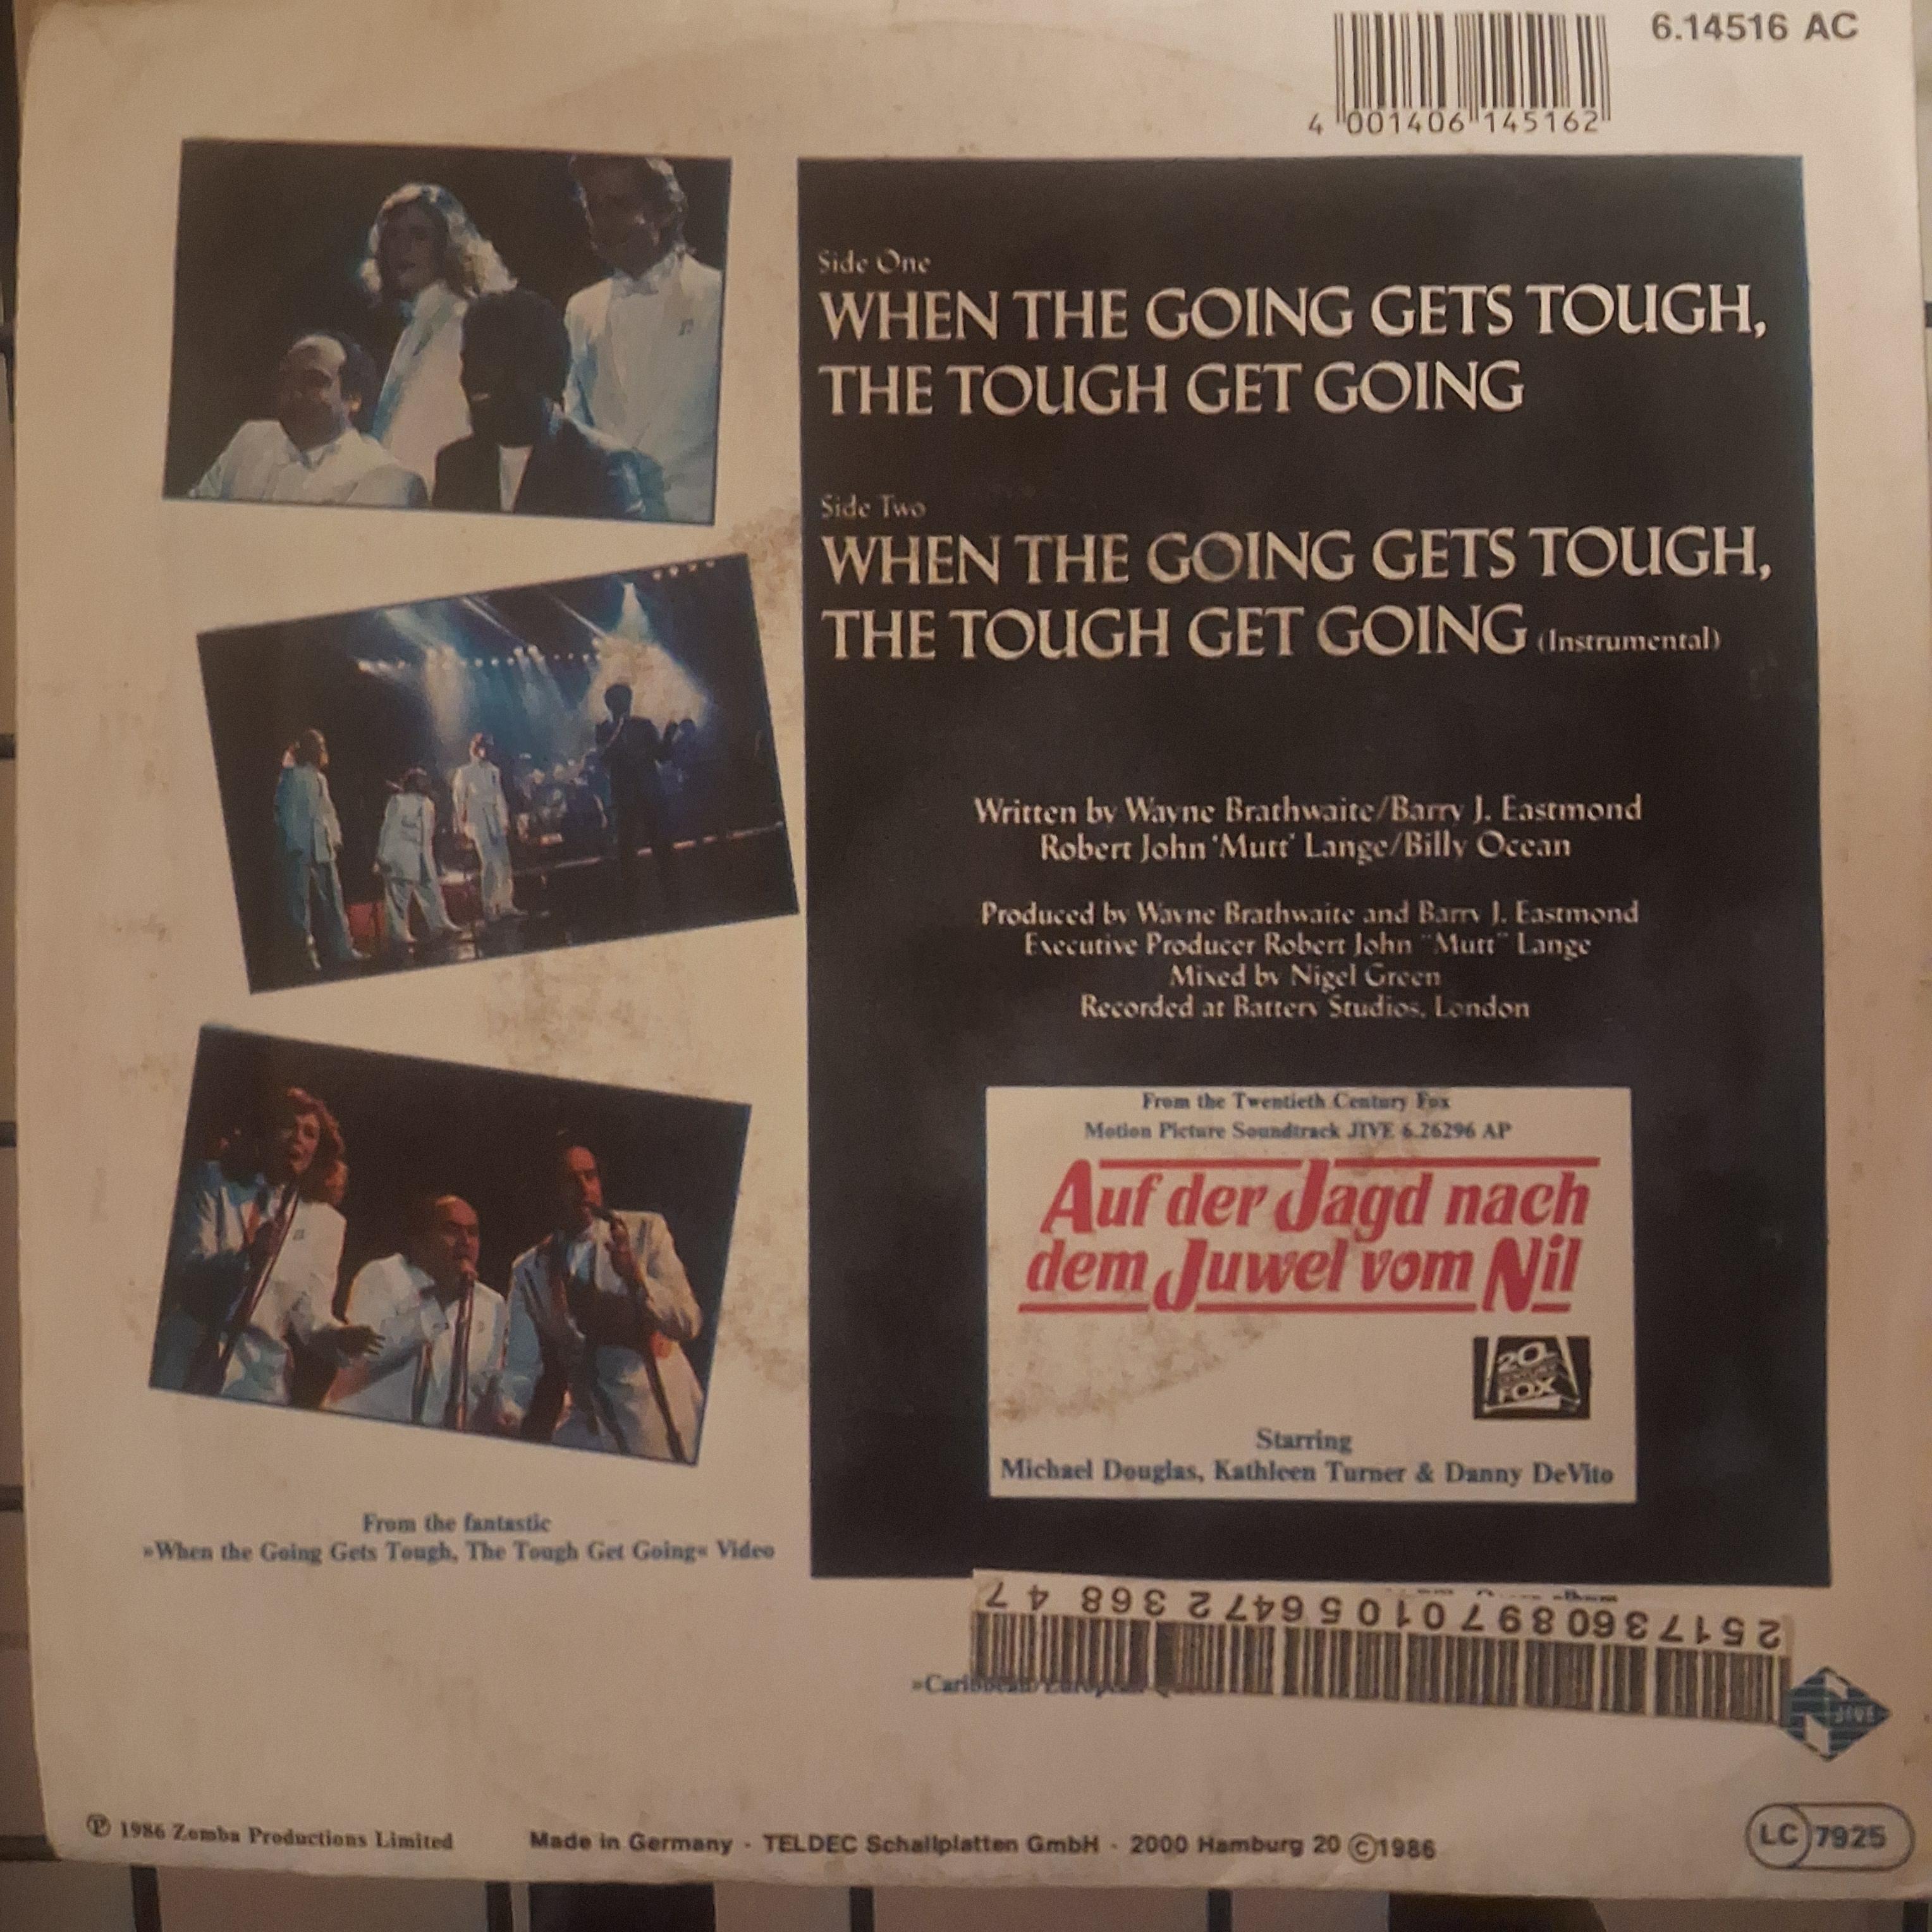 6.14516 AC
4 001406 145162
Side One
WHEN THE GOING GETS TOUGH,
THE TOUGH GET GOING
Side Two
WHEN THE GOING GETS TOUGH,
THE TOUGH GET GOING (Instrumental)
Written by Wayne Brathwaite/Barry J. Eastmond
Robert John 'Mutt' Lange/Billy Ocean
Produced by Wayne Brathwaite and Barry J. Eastmond
Executive Producer Robert John "Mutt" Lange
Mixed by Nigel Green
Recorded at Battery Studios, London
From the Twentieth Century Fox
Motion Picture Soundtrack JIVE 6.26296 AP
Auf der Jagd nach
dem Juwel vom Nil
20th
CENTURY
FOX
Starring
Michael Douglas, Kathleen Turner & Danny DeVito
From the fantastic
»When the Going Gets Tough, The Tough Get Going« Video
2517360897010 5 6472 368 47
»Caribbean
JIVE
Ⓟ 1986 Zomba Productions Limited
Made in Germany · TELDEC Schallplatten GmbH · 2000 Hamburg 20 ©1986
LC 7925